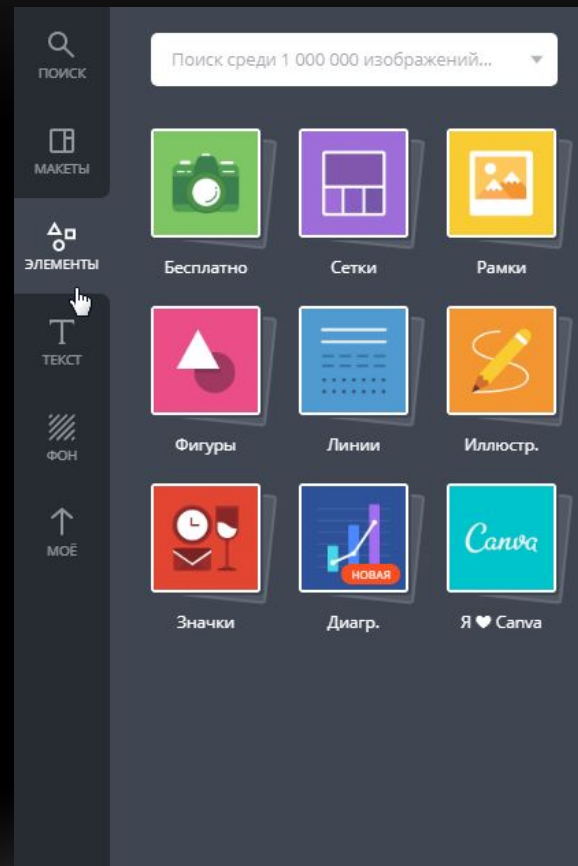 ПОИСК
МАКЕТЫ
ЭЛЕМЕНТЫ
ТЕКСТ
ФОН
МОЁ
Поиск среди 1 000 000 изображений...
Бесплатно
Сетки
Рамки
Фигуры
Линии
Иллюстр.
НОВАЯ
Canva
Значки
Диагр.
Я ♥ Canva